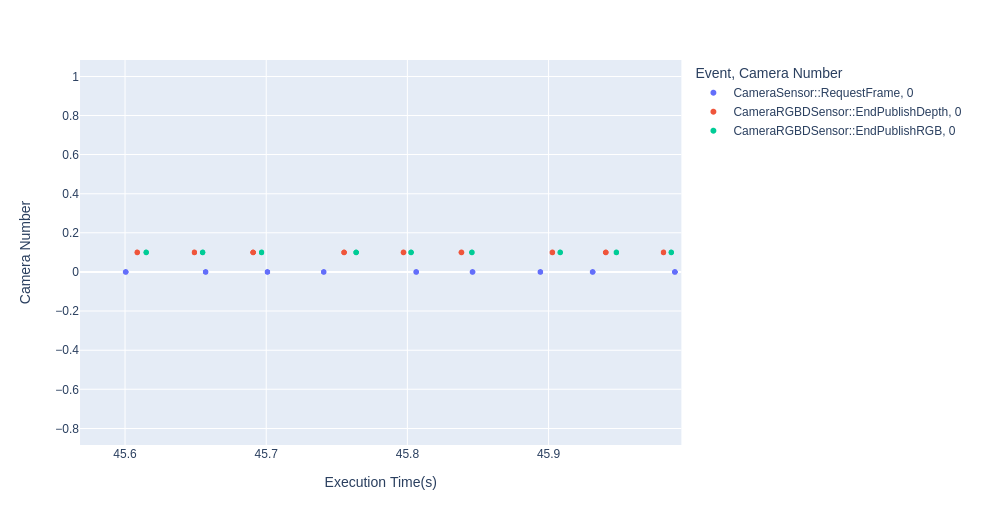 Event, Camera Number
CameraSensor::RequestFrame, 0
CameraRGBDSensor::EndPublishDepth, 0
CameraRGBDSensor::EndPublishRGB, 0
Camera Number
1
0.8
0.6
0.4
0.2
0
−0.2
−0.4
−0.6
−0.8
45.6 45.7 45.8 45.9
Execution Time(s)